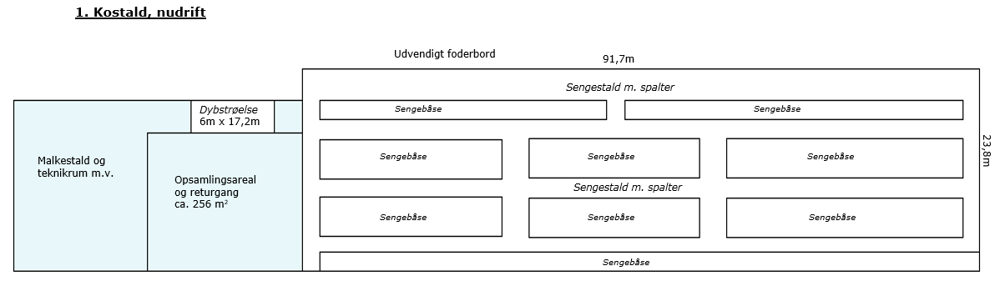 1. Kostald, nudrift
Udvendigt foderbord
91,7m
Sengestald m. spalter
Dybstrøelse
6m x 17,2m
Sengebåse
Sengebåse
23,8m
Malkestald og
teknikrum m.v.
Sengebåse
Sengebåse
Sengebåse
Opsamlingsareal
og returgang
ca. 256 m²
Sengestald m. spalter
Sengebåse
Sengebåse
Sengebåse
Sengebåse